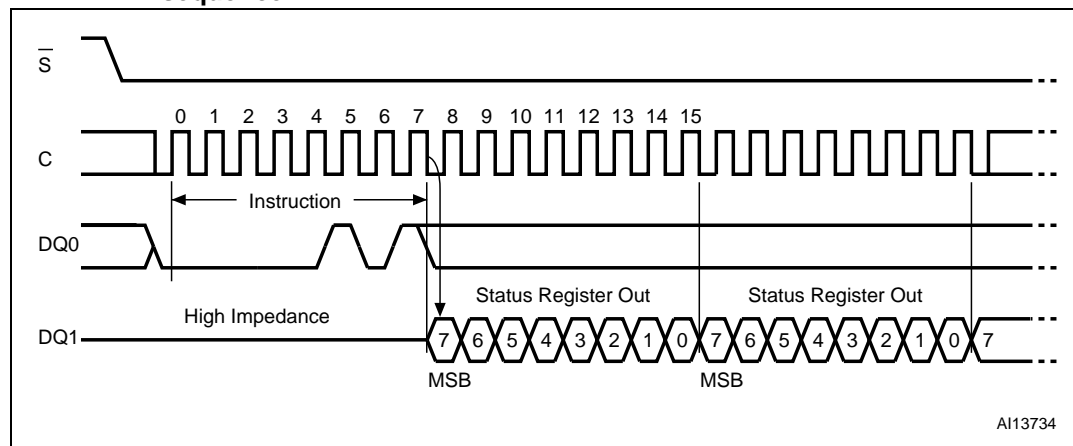 S
0 1 2 3 4 5 6 7 8 9 10 11 12 13 14 15
C
Instruction
DQ0
Status Register Out Status Register Out
High Impedance
DQ1 7 6 5 4 3 2 1 0 7 6 5 4 3 2 1 0 7
MSB MSB
AI13734